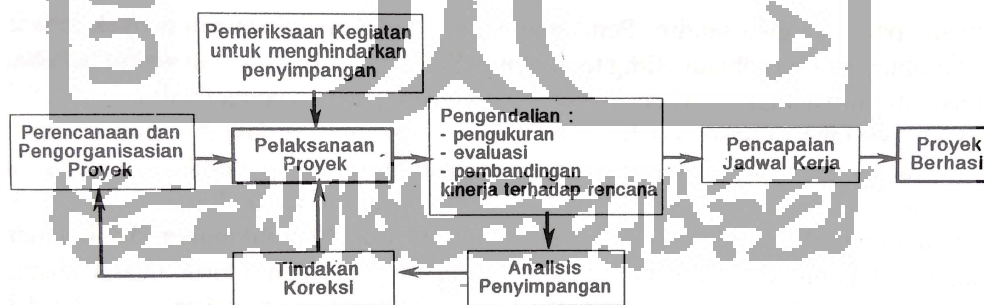 Pemeriksaan Kegiatan
untuk menghindarkan
penyimpangan
Perencanaan dan
Pengorganisasian
Proyek
Pelaksanaan
Proyek
Pengendalian :
- pengukuran
- evaluasi
- pembandingan
kinerja terhadap rencana
Pencapaian
Jadwal Kerja
Proyek
Berhasi
Tindakan
Koreksi
Analisis
Penyimpangan